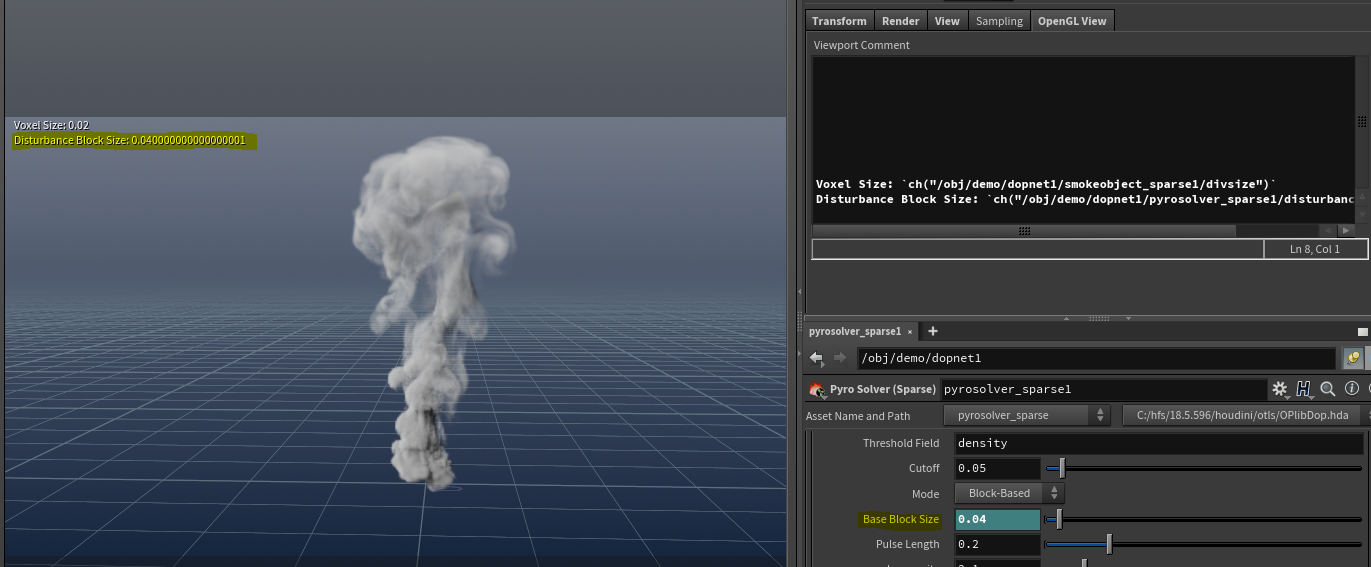 Transform Render View Sampling OpenGL View
Viewport Comment
Voxel Size: 0.02
Disturbance Block Size: 0.040000000000000001
Voxel Size: `ch("/obj/demo/dopnet1/smokeobject_sparse1/divsize")`
Disturbance Block Size: `ch("/obj/demo/dopnet1/pyrosolver_sparse1/disturbanc
Ln 8, Col 1
pyrosolver_sparse1 × +
/obj/demo/dopnet1
Pyro Solver (Sparse) pyrosolver_sparse1
Asset Name and Path pyrosolver_sparse C:/hfs/18.5.596/houdini/otls/OPlibDop.hda
Threshold Field density
Cutoff 0.05
Mode Block-Based
Base Block Size 0.04
Pulse Length 0.2